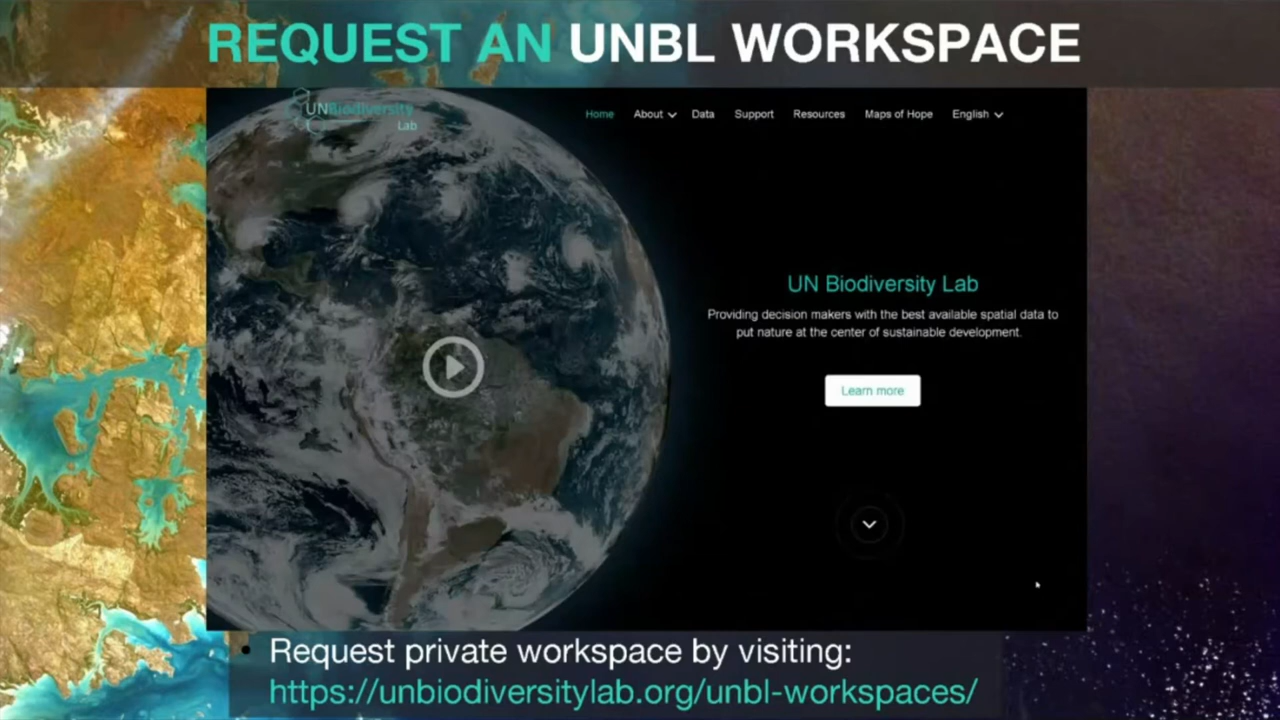 REQUEST AN UNBL WORKSPACE
UNBiodiversity
Lab
Home About Data Support Resources Maps of Hope English
UN Biodiversity Lab
Providing decision makers with the best available spatial data to
put nature at the center of sustainable development.
Learn more
• Request private workspace by visiting:
https://unbiodiversitylab.org/unbl-workspaces/